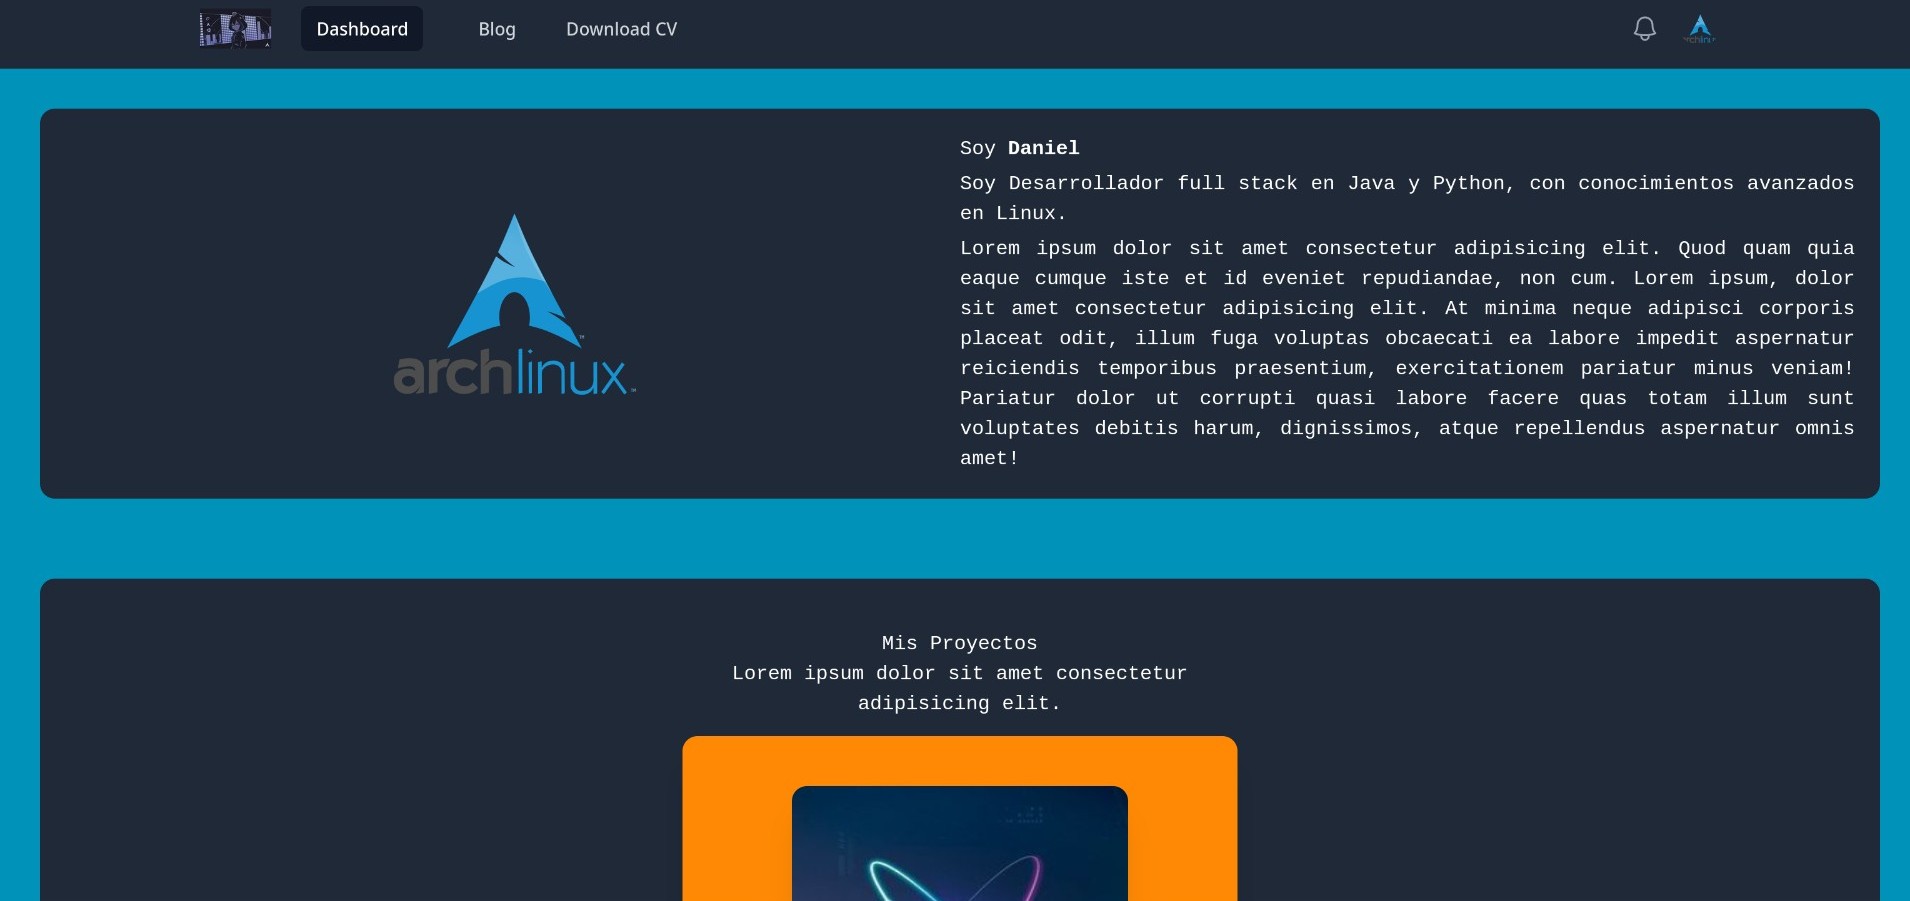 Dashboard
Blog
Download CV
archlinux
Soy Daniel
Soy Desarrollador full stack en Java y Python, con conocimientos avanzados
en Linux.
Lorem ipsum dolor sit amet consectetur adipisicing elit. Quod quam quia
eaque cumque iste et id eveniet repudiandae, non cum. Lorem ipsum, dolor
sit amet consectetur adipisicing elit. At minima neque adipisci corporis
placeat odit, illum fuga voluptas obcaecati ea labore impedit aspernatur
reiciendis temporibus praesentium, exercitationem pariatur minus veniam!
Pariatur dolor ut corrupti quasi labore facere quas totam illum sunt
voluptates debitis harum, dignissimos, atque repellendus aspernatur omnis
amet!
archlinux
Mis Proyectos
Lorem ipsum dolor sit amet consectetur
adipisicing elit.